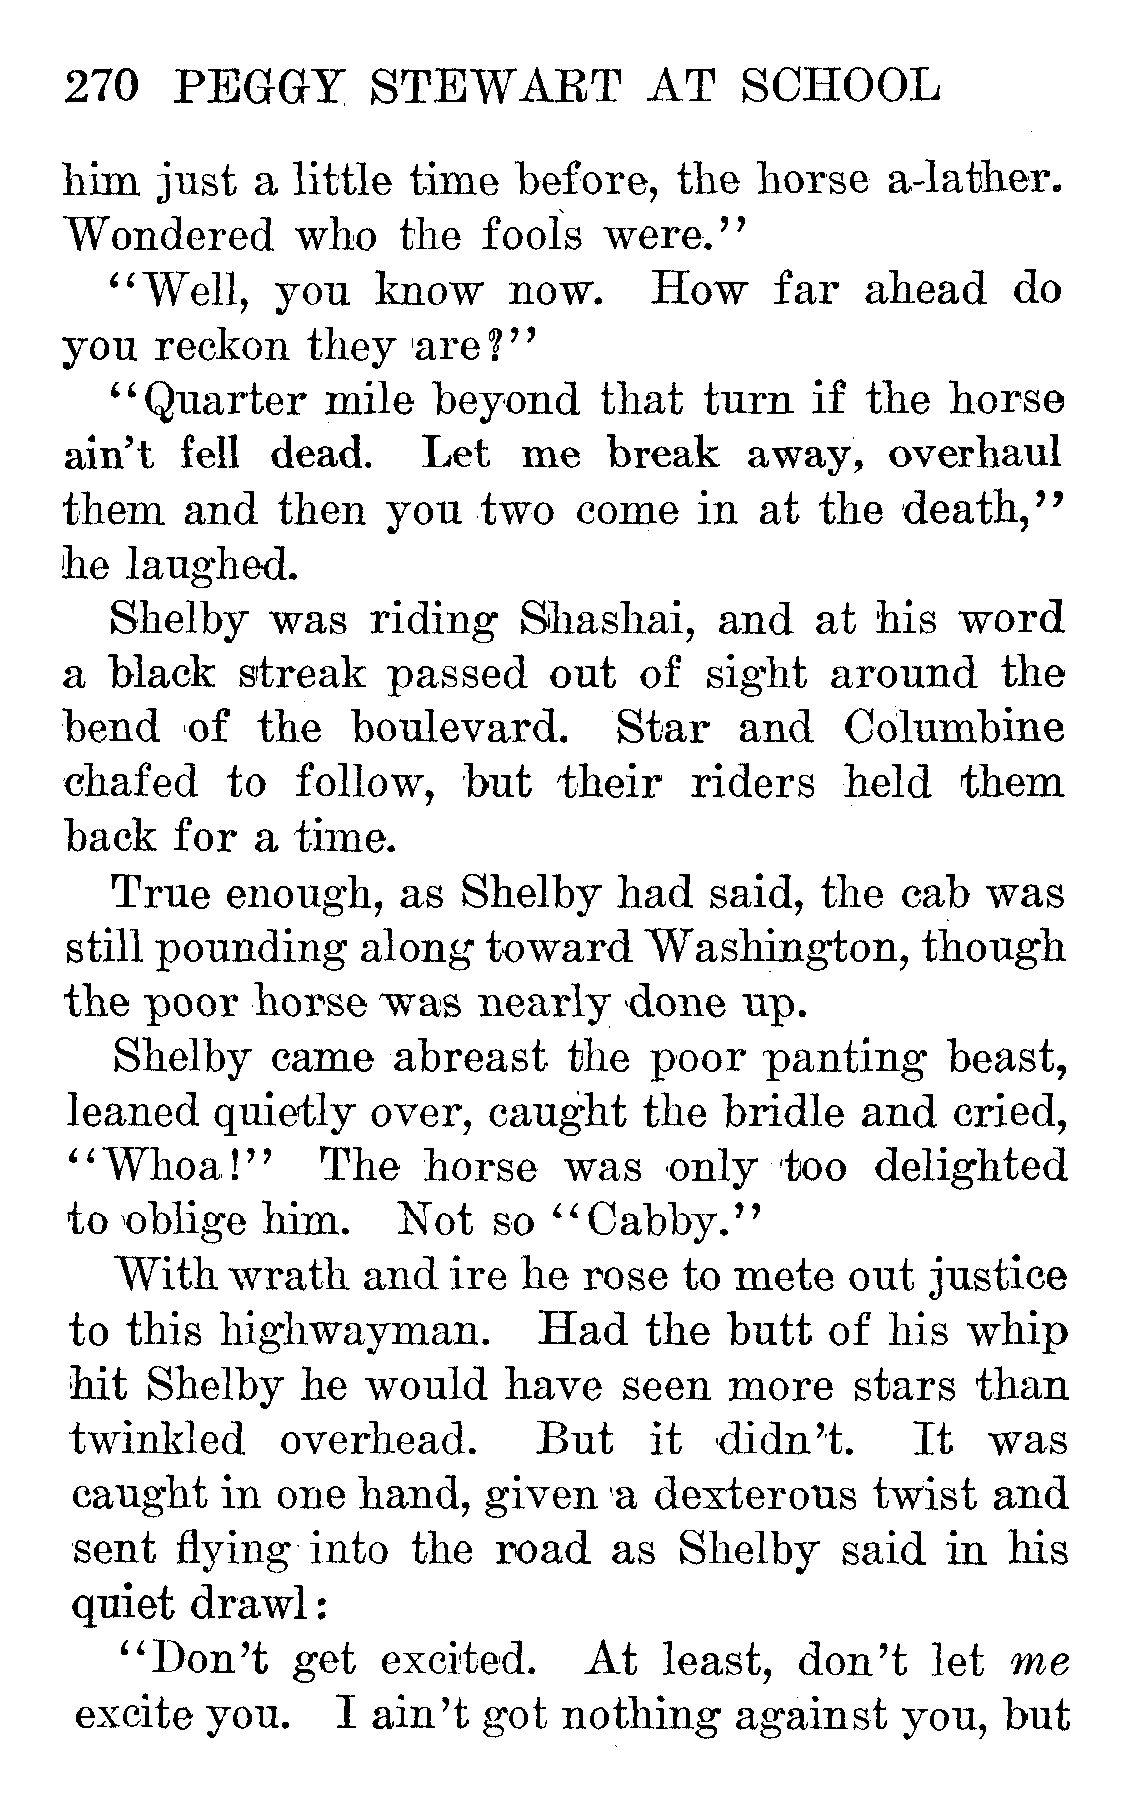 270 PEGGY STEWART AT SCHOOL
him just a little time before, the horse a-lather.
Wondered who the fools were.''
``Well, you know now. How far ahead do
you reckon they are?''
``Quarter mile beyond that turn if the horse
ain't fell dead. Let me break away, overhaul
them and then you two come in at the death,''
he laughed.
Shelby was riding Shashai, and at his word
a black streak passed out of sight around the
bend of the boulevard. Star and Columbine
chafed to follow, but their riders held them
back for a time.
True enough, as Shelby had said, the cab was
still pounding along toward Washington, though
the poor horse was nearly done up.
Shelby came abreast the poor panting beast,
leaned quietly over, caught the bridle and cried,
``Whoa!'' The horse was only too delighted
to oblige him. Not so ``Cabby.''
With wrath and ire he rose to mete out justice
to this highwayman. Had the butt of his whip
hit Shelby he would have seen more stars than
twinkled overhead. But it didn't. It was
caught in one hand, given a dexterous twist and
sent flying into the road as Shelby said in his
quiet drawl:
``Don't get excited. At least, don't let me
excite you. I ain't got nothing against you, but